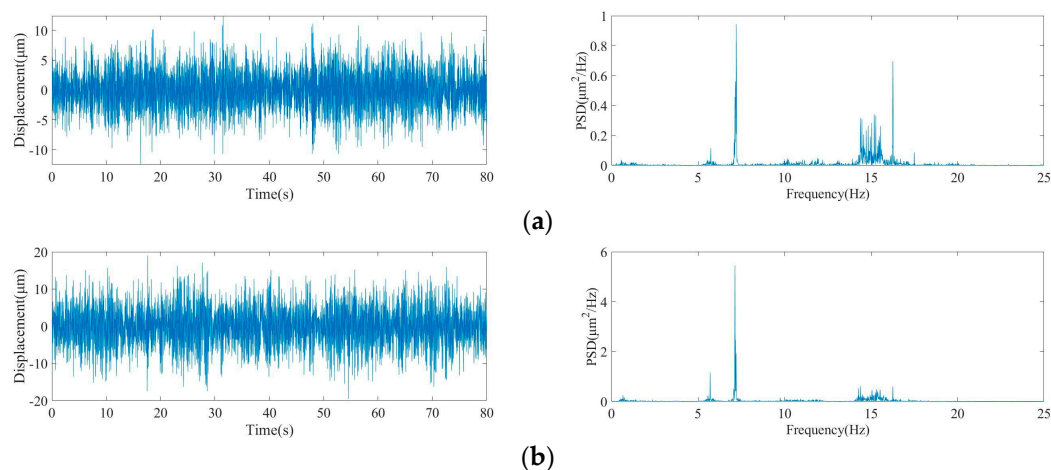 Displacement(μm)
10
5
0
-5
-10
0 10 20 30 40 50 60 70 80
Time(s)
PSD(μm²/Hz)
1
0.8
0.6
0.4
0.2
0
0 5 10 15 20 25
Frequency(Hz)
(a)
Displacement(μm)
20
10
0
-10
-20
0 10 20 30 40 50 60 70 80
Time(s)
PSD(μm²/Hz)
6
4
2
0
0 5 10 15 20 25
Frequency(Hz)
(b)